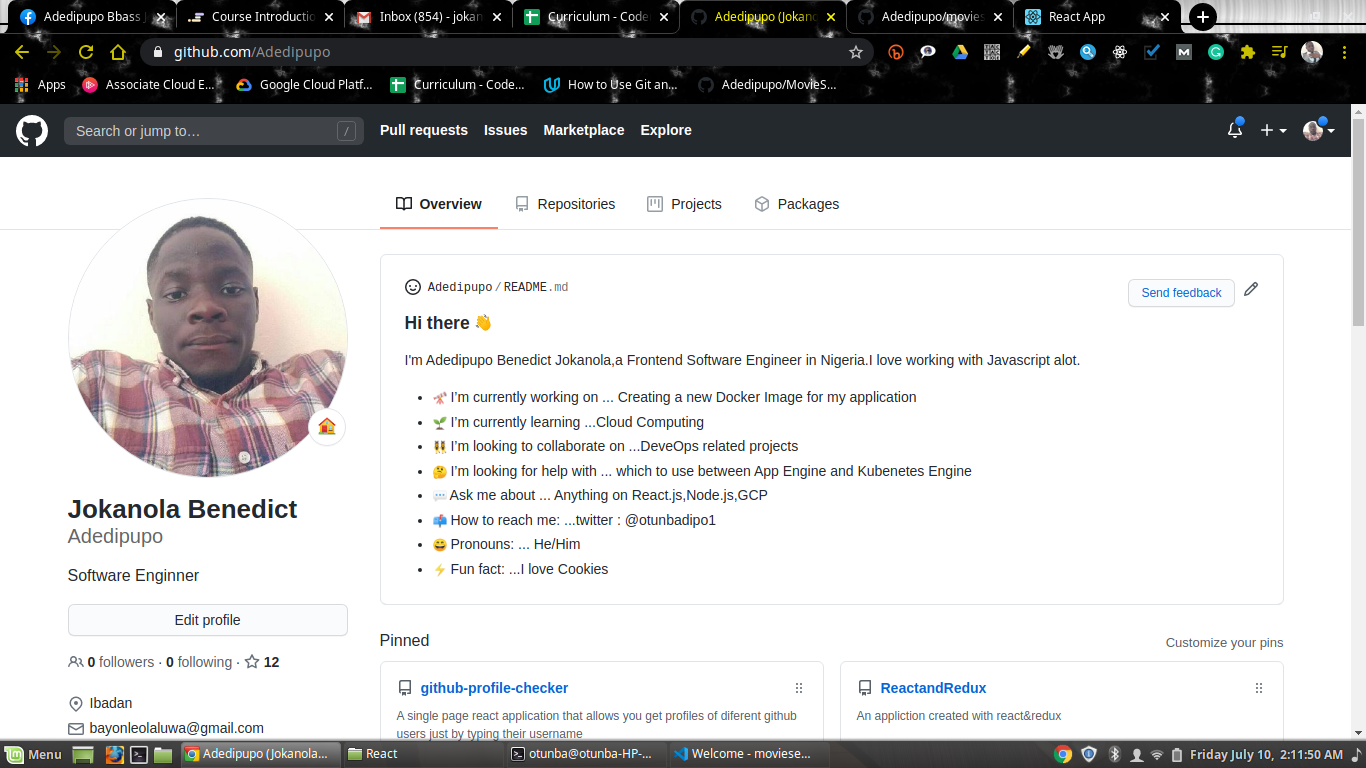 Adedipupo Bbass J
Course Introductio
Inbox (854) - jokan
Curriculum - Codel
Adedipupo (Jokano
Adedipupo/movies
React App
github.com/Adedipupo
Apps
Associate Cloud E...
Google Cloud Platf...
Curriculum - Code...
How to Use Git an...
Adedipupo/MovieS...
Search or jump to…
/
Pull requests
Issues
Marketplace
Explore
Overview
Repositories
Projects
Packages
Adedipupo/README.md
Send feedback
Hi there 👋
I'm Adedipupo Benedict Jokanola,a Frontend Software Engineer in Nigeria.I love working with Javascript alot.
• 🔭 I'm currently working on ... Creating a new Docker Image for my application
• 🌱 I'm currently learning ...Cloud Computing
• 👯 I'm looking to collaborate on ...DeveOps related projects
• 🤔 I'm looking for help with ... which to use between App Engine and Kubenetes Engine
• 💬 Ask me about ... Anything on React.js,Node.js,GCP
• 📫 How to reach me: ...twitter : @otunbadipo1
• 😄 Pronouns: ... He/Him
• ⚡ Fun fact: ...I love Cookies
Jokanola Benedict
Adedipupo
Software Enginner
Edit profile
0 followers · 0 following · 12
Ibadan
bayonleolaluwa@gmail.com
Pinned
Customize your pins
github-profile-checker
A single page react application that allows you get profiles of diferent github
users just by typing their username
ReactandRedux
An appliction created with react&redux
Menu
Adedipupo (Jokanola...
React
otunba@otunba-HP-...
Welcome - moviese...
Friday July 10, 2:11:50 AM